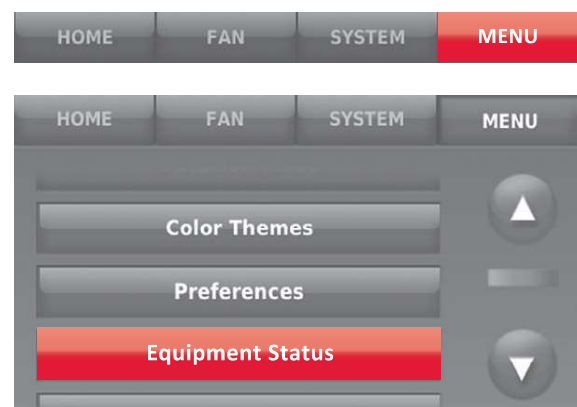 HOME FAN SYSTEM MENU
HOME FAN SYSTEM MENU
Color Themes
Preferences
Equipment Status